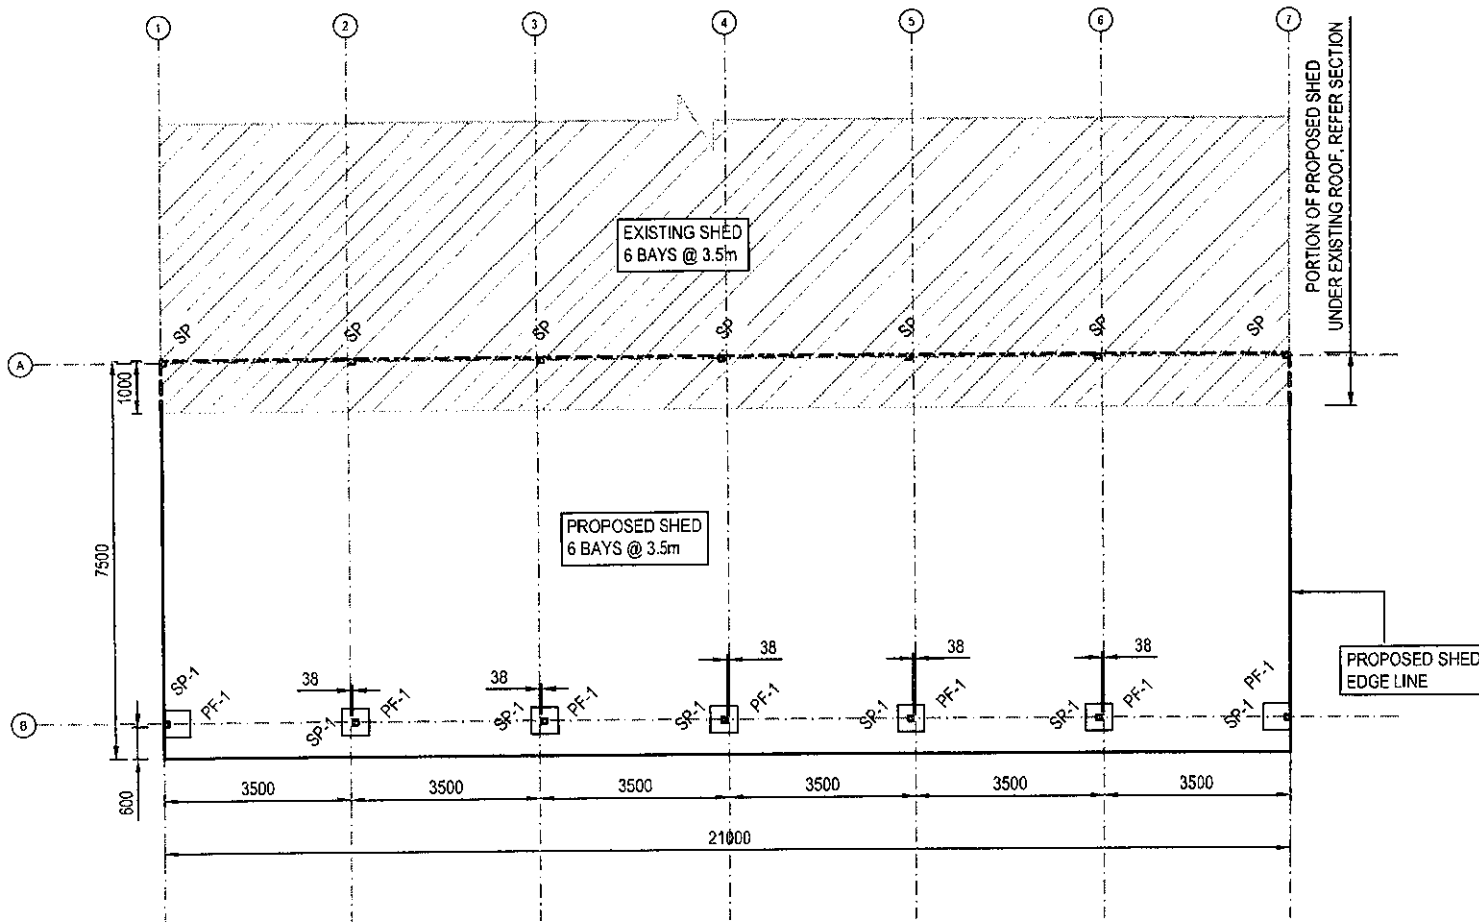 1
2
3
4
5
6
7
PORTION OF PROPOSED SHED
UNDER EXISTING ROOF, REFER SECTION
EXISTING SHED
6 BAYS @ 3.5m
SP
SP
SP
SP
SP
SP
SP
A
1000
7500
PROPOSED SHED
6 BAYS @ 3.5m
38
38
38
38
38
PROPOSED SHED
EDGE LINE
SP-1
PF-1
SP-1
PF-1
SP-1
PF-1
SP-1
PF-1
SP-1
PF-1
SP-1
PF-1
SP-1
PF-1
B
600
3500
3500
3500
3500
3500
3500
21000